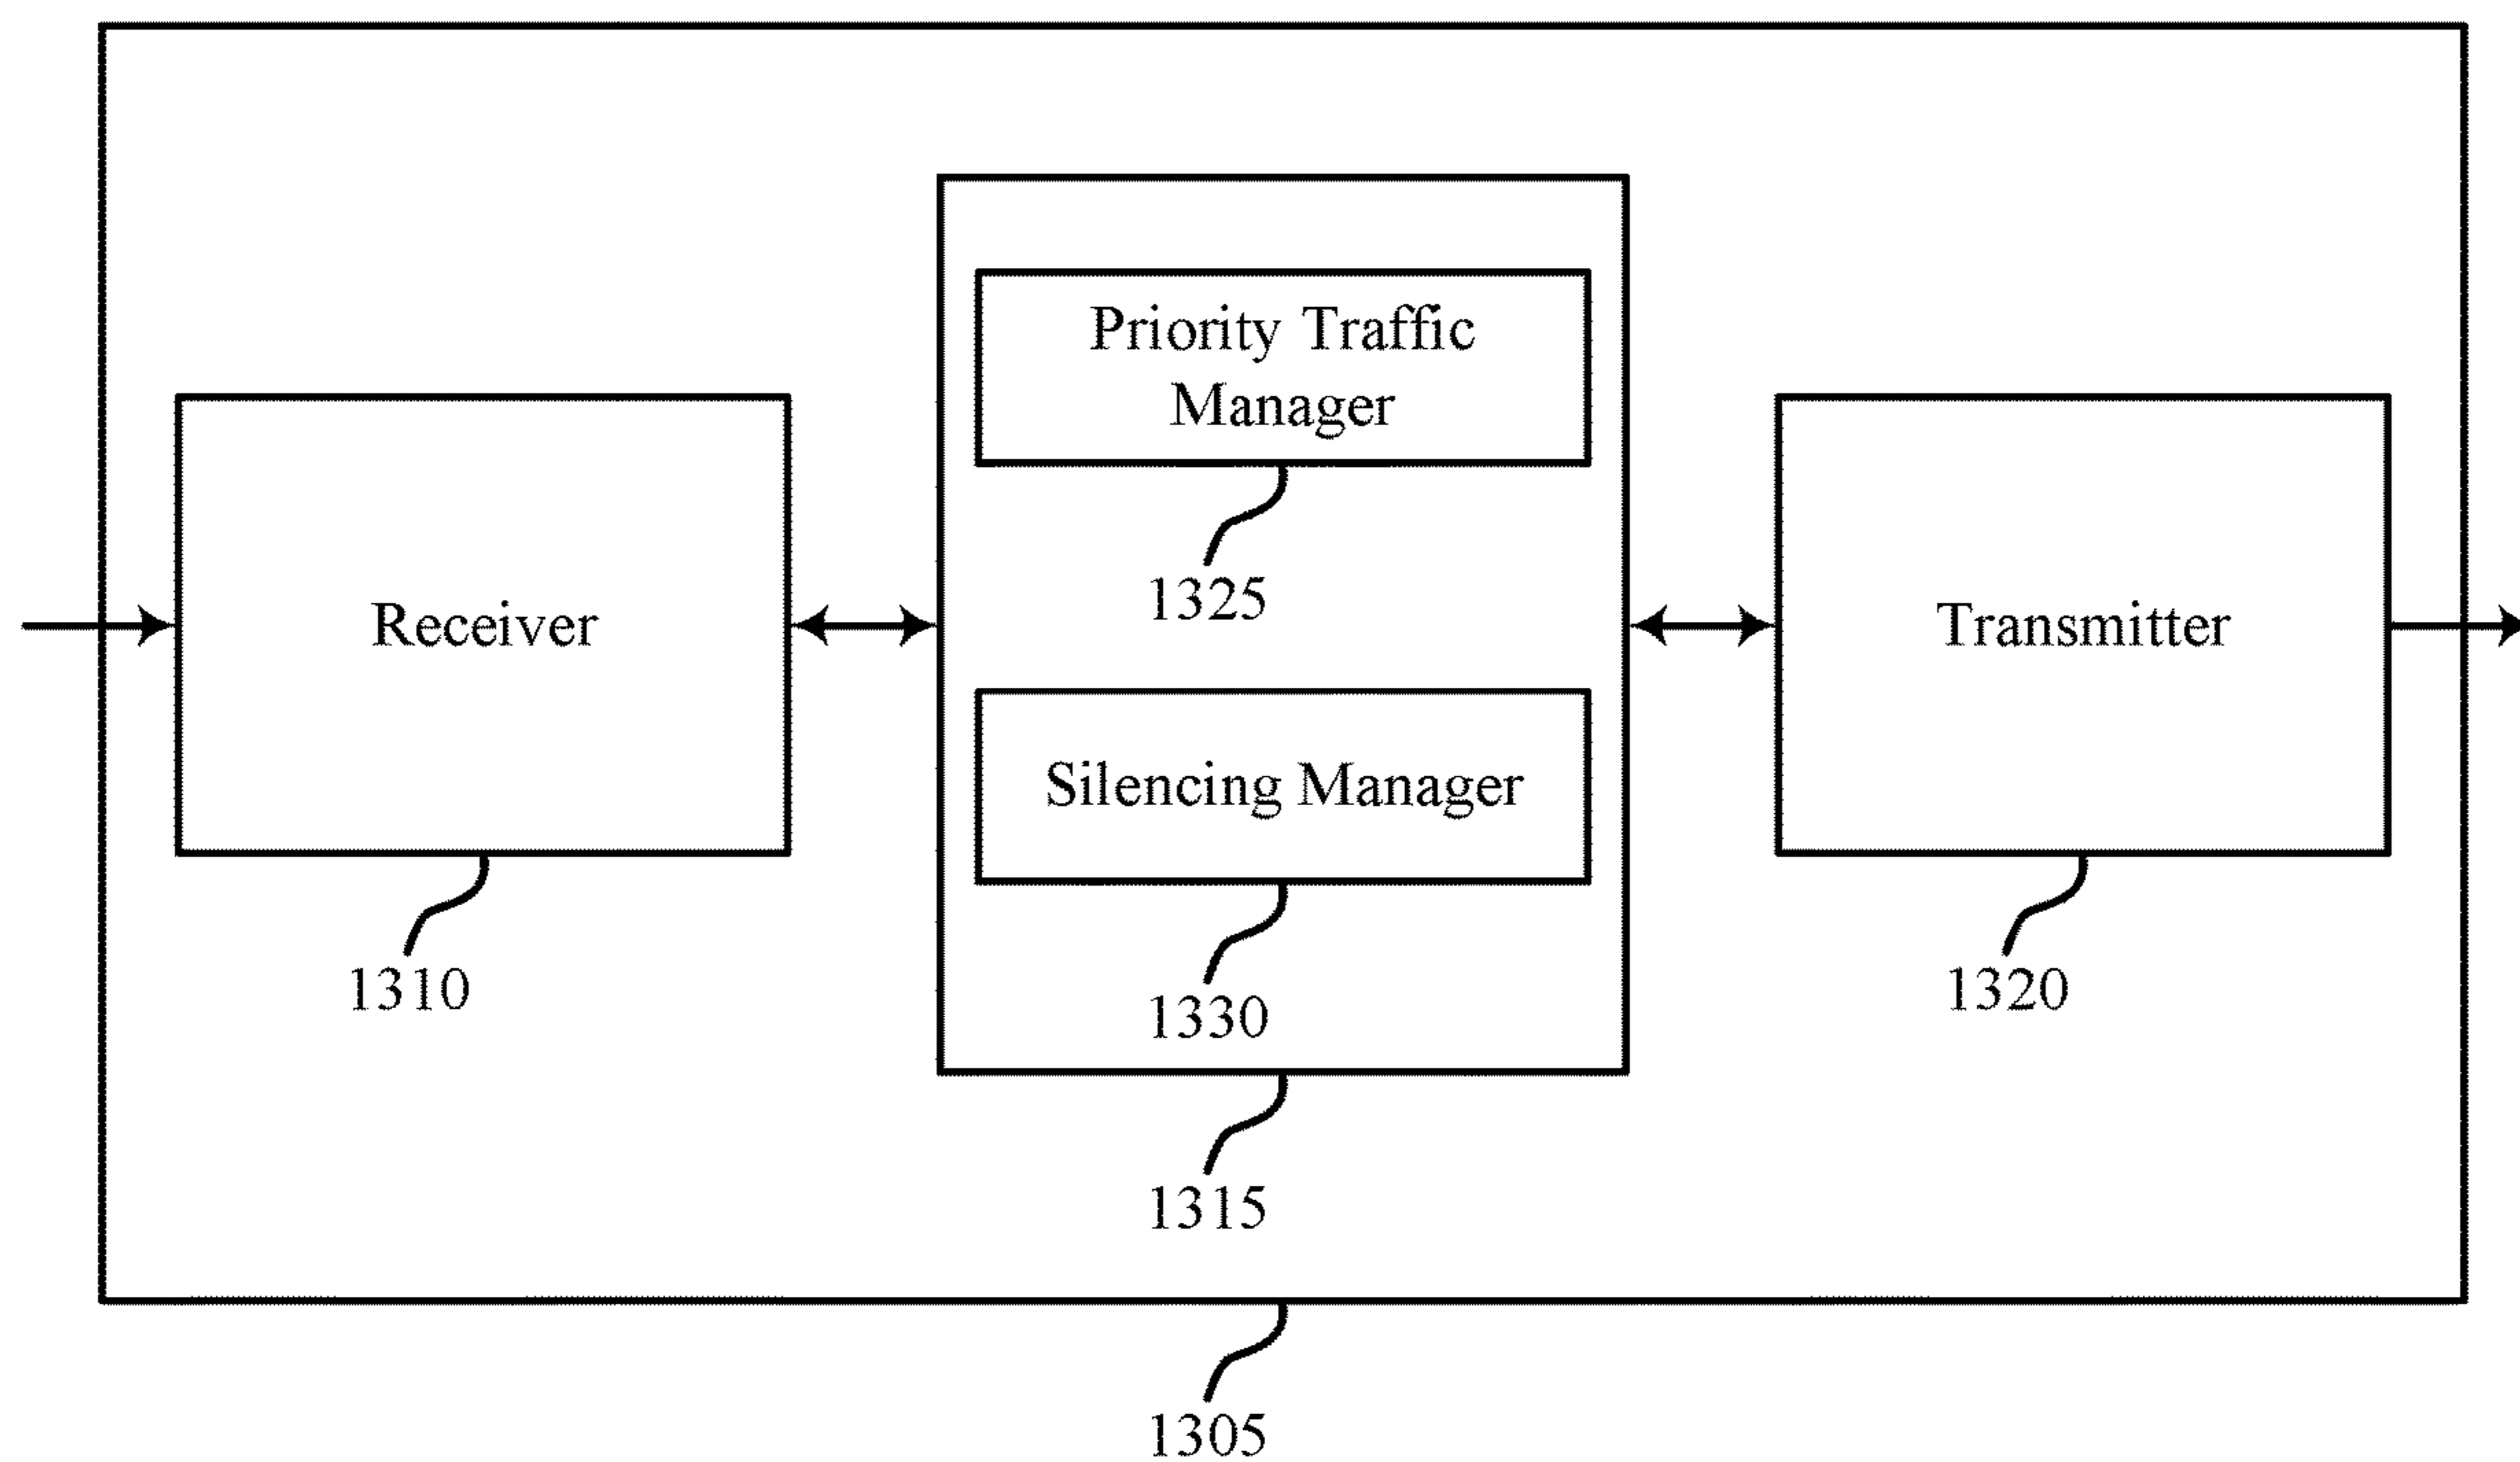 Priority Traffic
Manager
1325
Receiver
1310
Silencing Manager
1330
1315
Transmitter
1320
1305